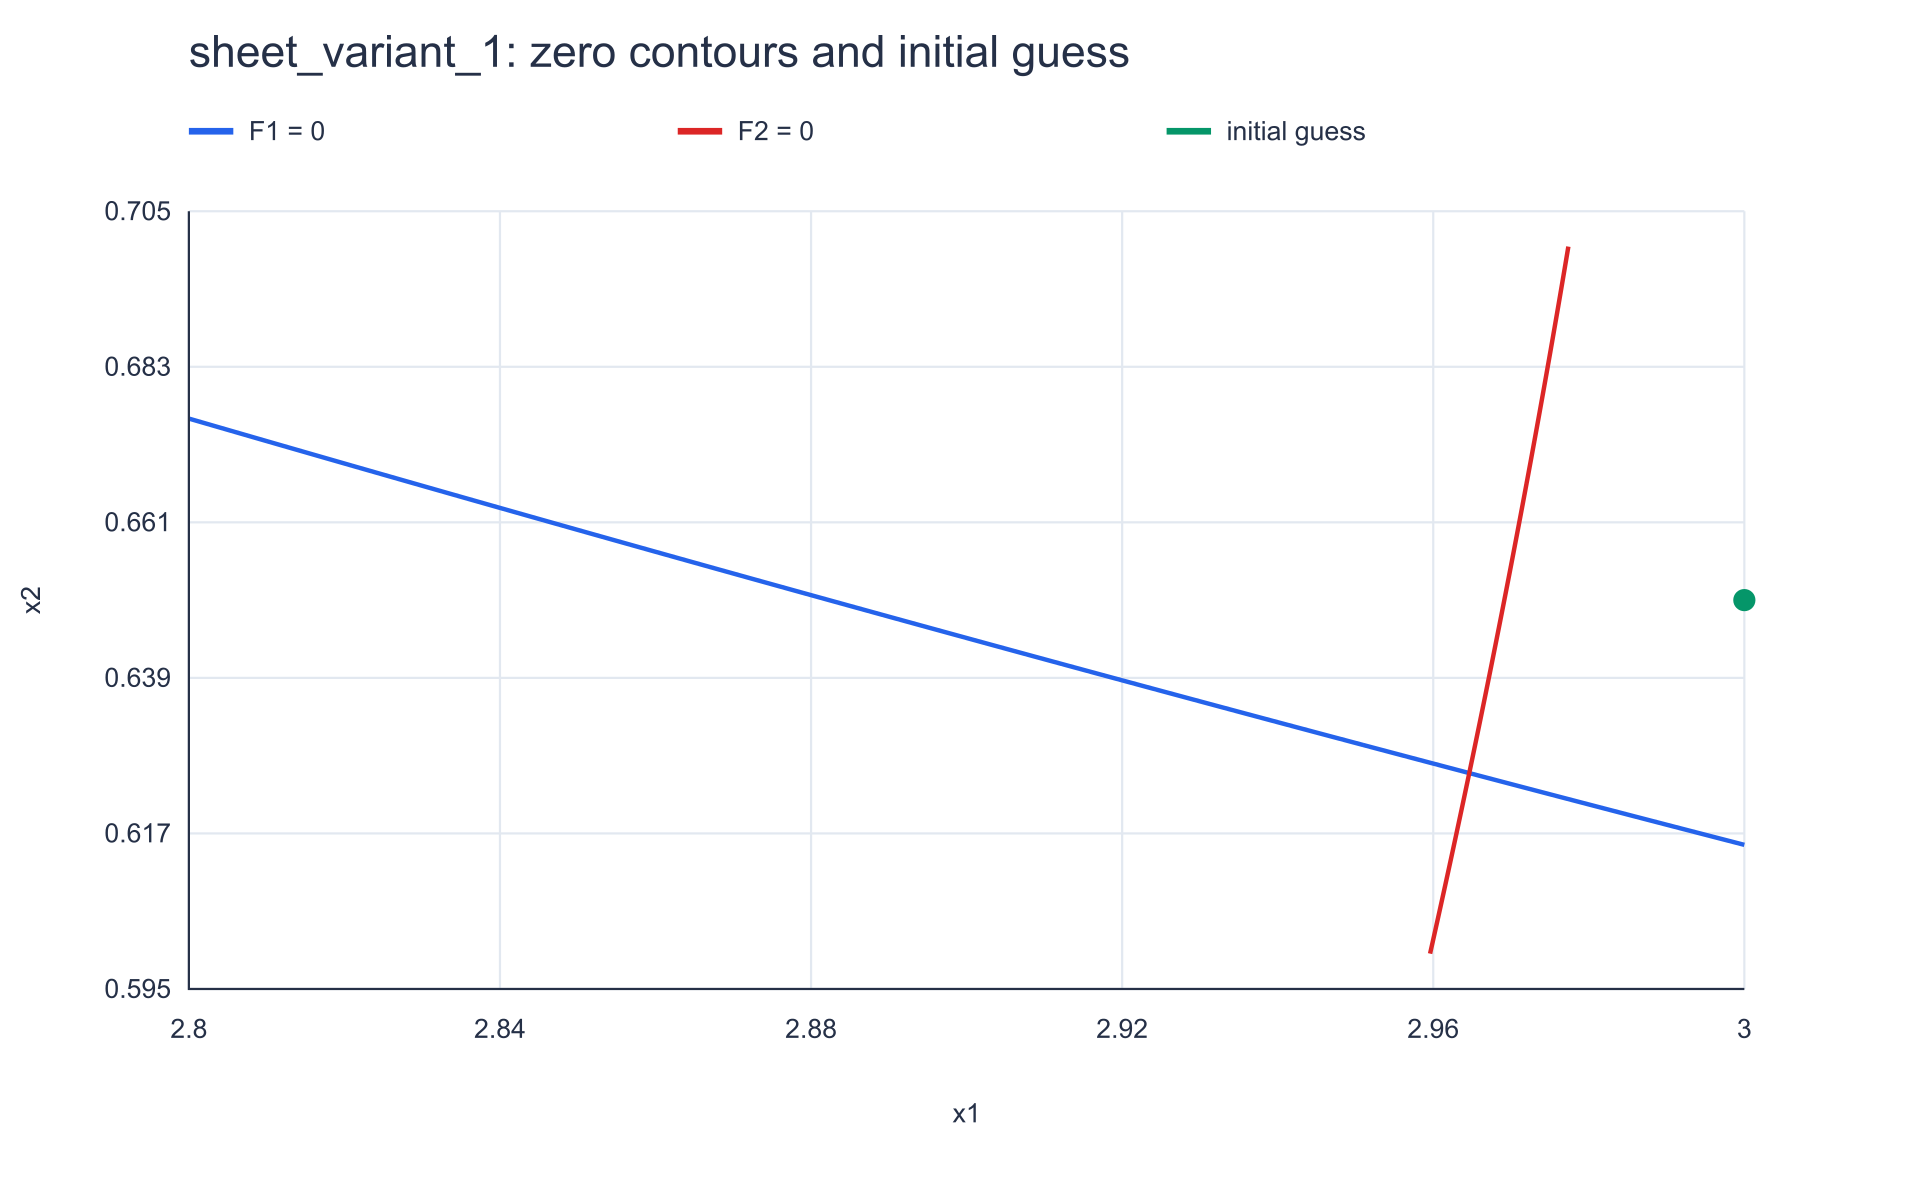 sheet_variant_1: zero contours and initial guess
F1 = 0
F2 = 0
initial guess
0.705
0.683
0.661
0.639
0.617
0.595
x2
2.8
2.84
2.88
2.92
2.96
3
x1